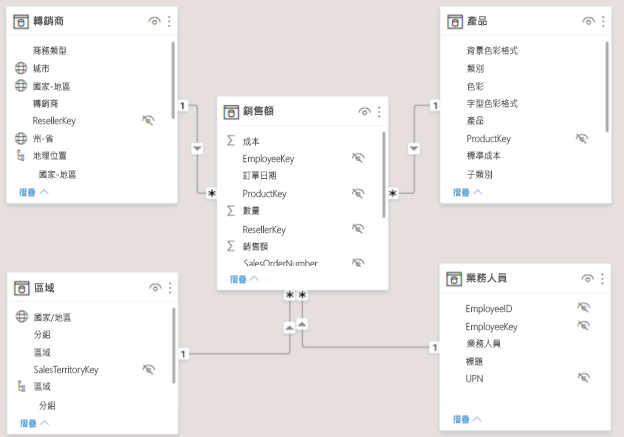 轉銷商
商務類型
城市
國家-地區
轉銷商
ResellerKey
州-省
地理位置
國家-地區
摺疊
產品
背景色彩格式
類別
色彩
字型色彩格式
產品
ProductKey
標準成本
子類別
摺疊
銷售額
成本
EmployeeKey
訂單日期
ProductKey
數量
ResellerKey
銷售額
SalesOrderNumber
摺疊
區域
國家/地區
分組
區域
SalesTerritoryKey
區域
分組
摺疊
業務人員
EmployeeID
EmployeeKey
業務人員
標題
UPN
摺疊
1
*
1
*
*
*
1
1